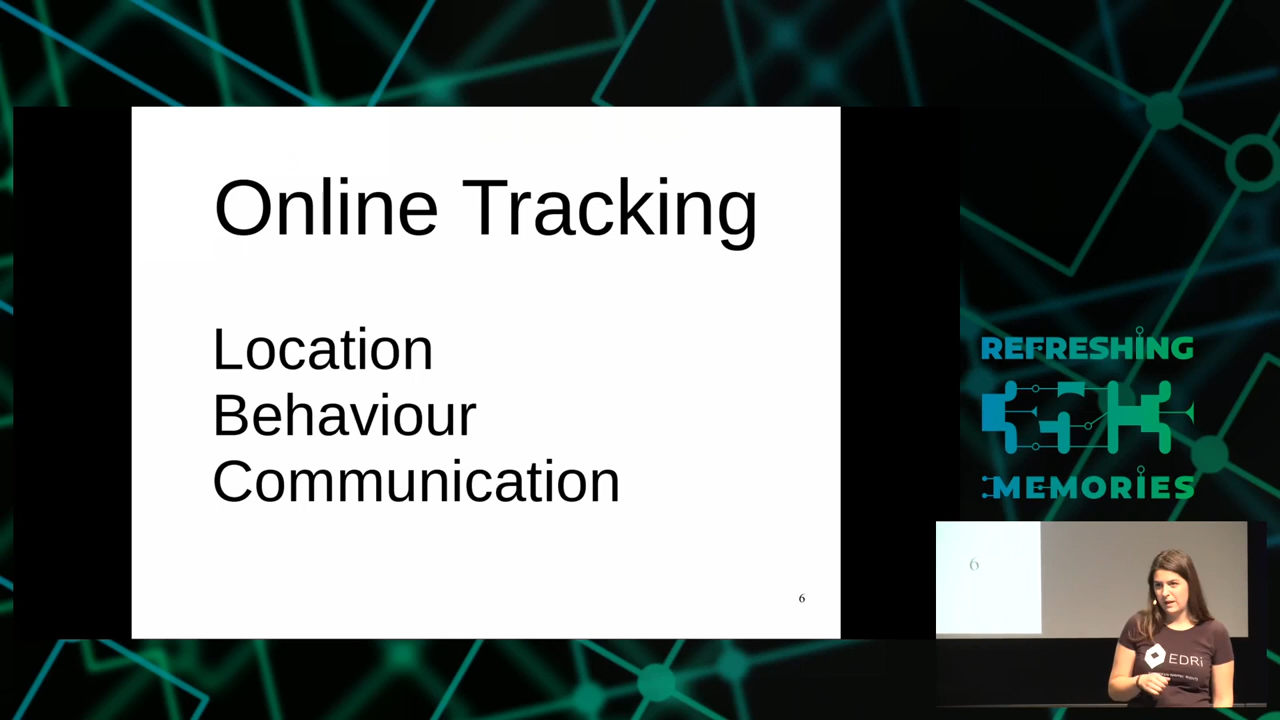 Online Tracking
Location
Behaviour
Communication
6
REFRESHING
MEMORIES
6
EDRi